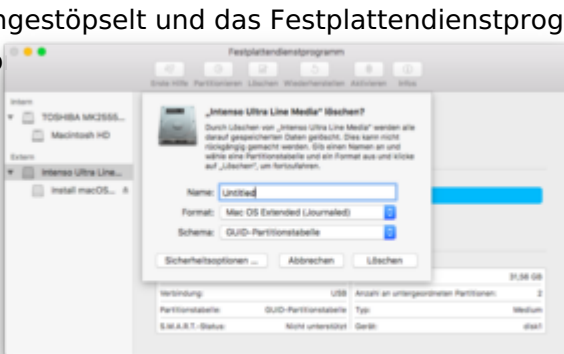 ngestöpselt und das Festplattendienstprog
Festplattendienstprogramm
Erste Hilfe Partitionieren Löschen Wiederherstellen Aktivieren Infos
Intern
TOSHIBA MK2555...
Macintosh HD
Extern
Intenso Ultra Line...
Install macOS...
„Intenso Ultra Line Media“ löschen?
Durch Löschen von „Intenso Ultra Line Media“ werden alle
darauf gespeicherten Daten gelöscht. Dies kann nicht
rückgängig gemacht werden. Gib einen Namen an und
wähle eine Partitionstabelle und ein Format aus und klicke
auf „Löschen“, um fortzufahren.
Name: Untitled
Format: Mac OS Extended (Journaled)
Schema: GUID-Partitionstabelle
Sicherheitsoptionen ... Abbrechen Löschen
31,56 GB
Verbindung: USB Anzahl an untergeordneten Partitionen: 2
Partitionstabelle: GUID-Partitionstabelle Typ: Medium
S.M.A.R.T.-Status: Nicht unterstützt Gerät: disk1